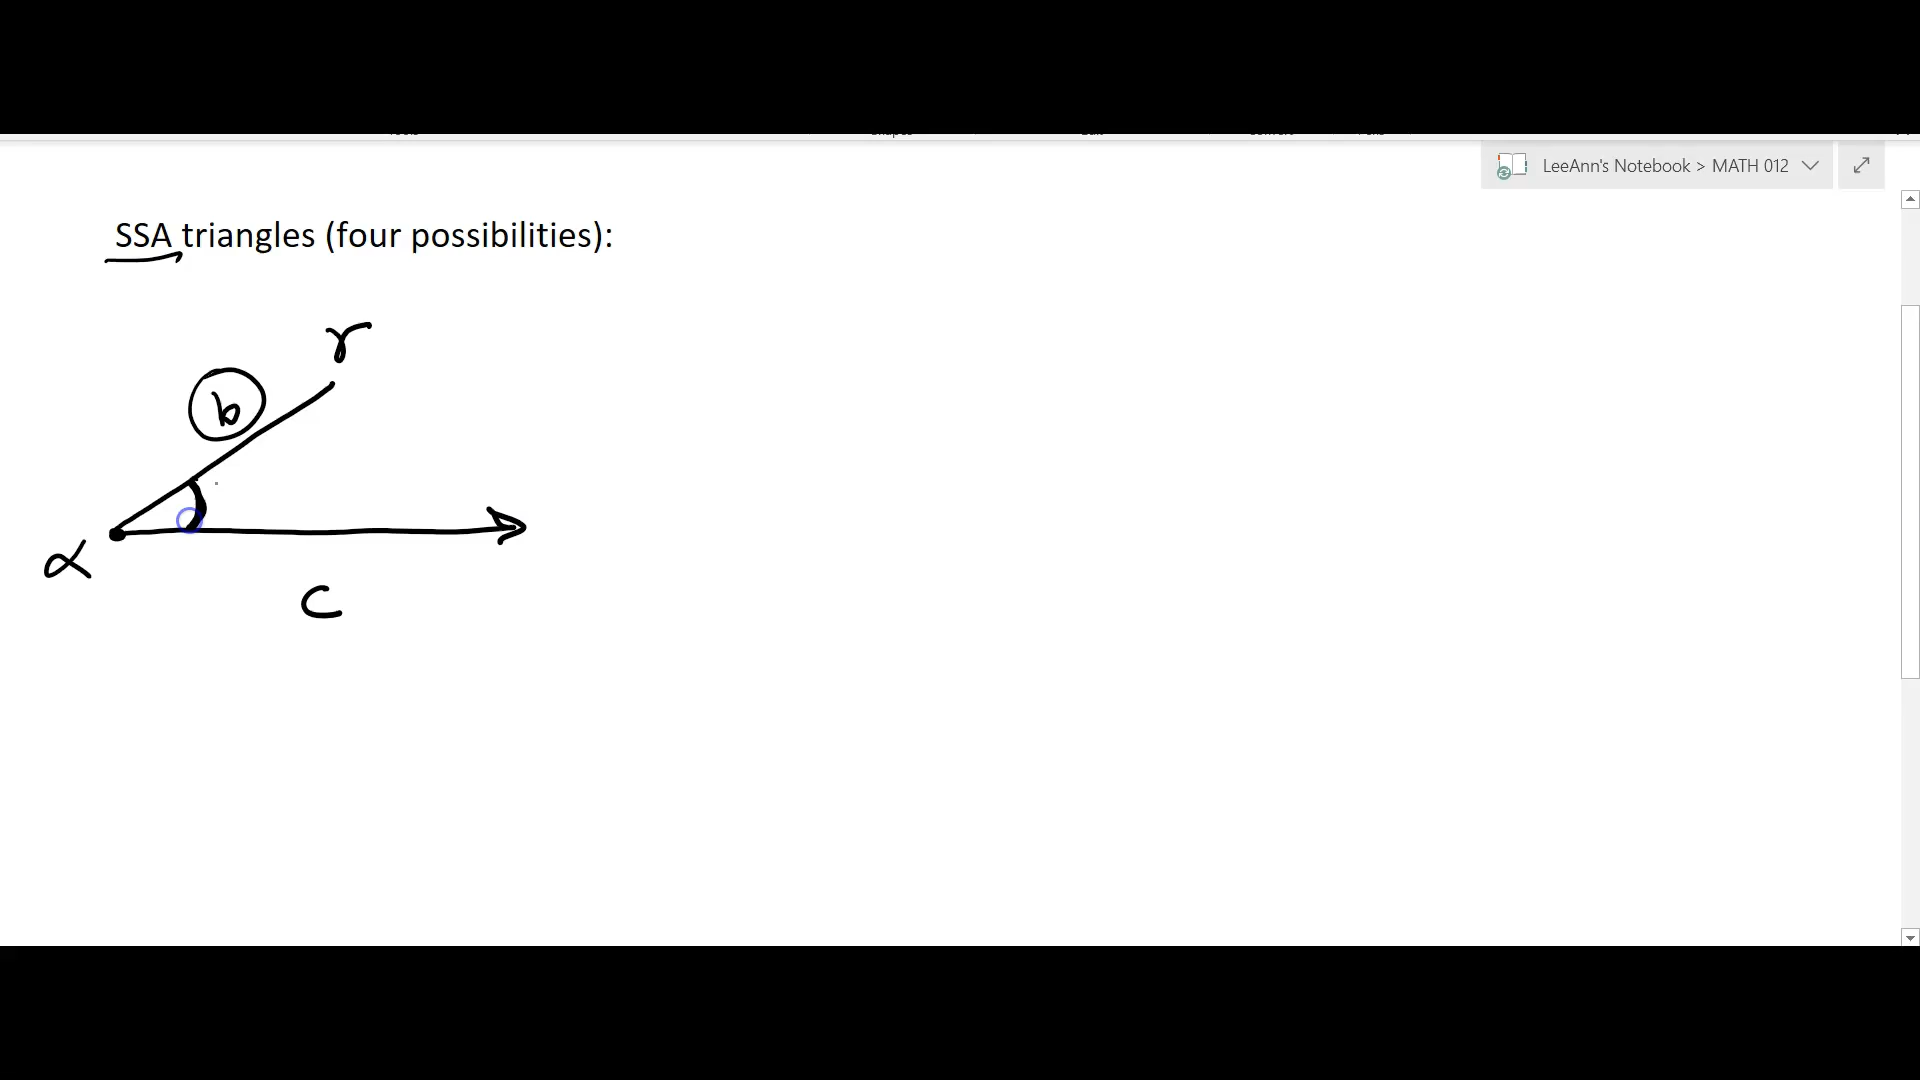 LeeAnn's Notebook > MATH 012
SSA triangles (four possibilities):
γ
b
α
c